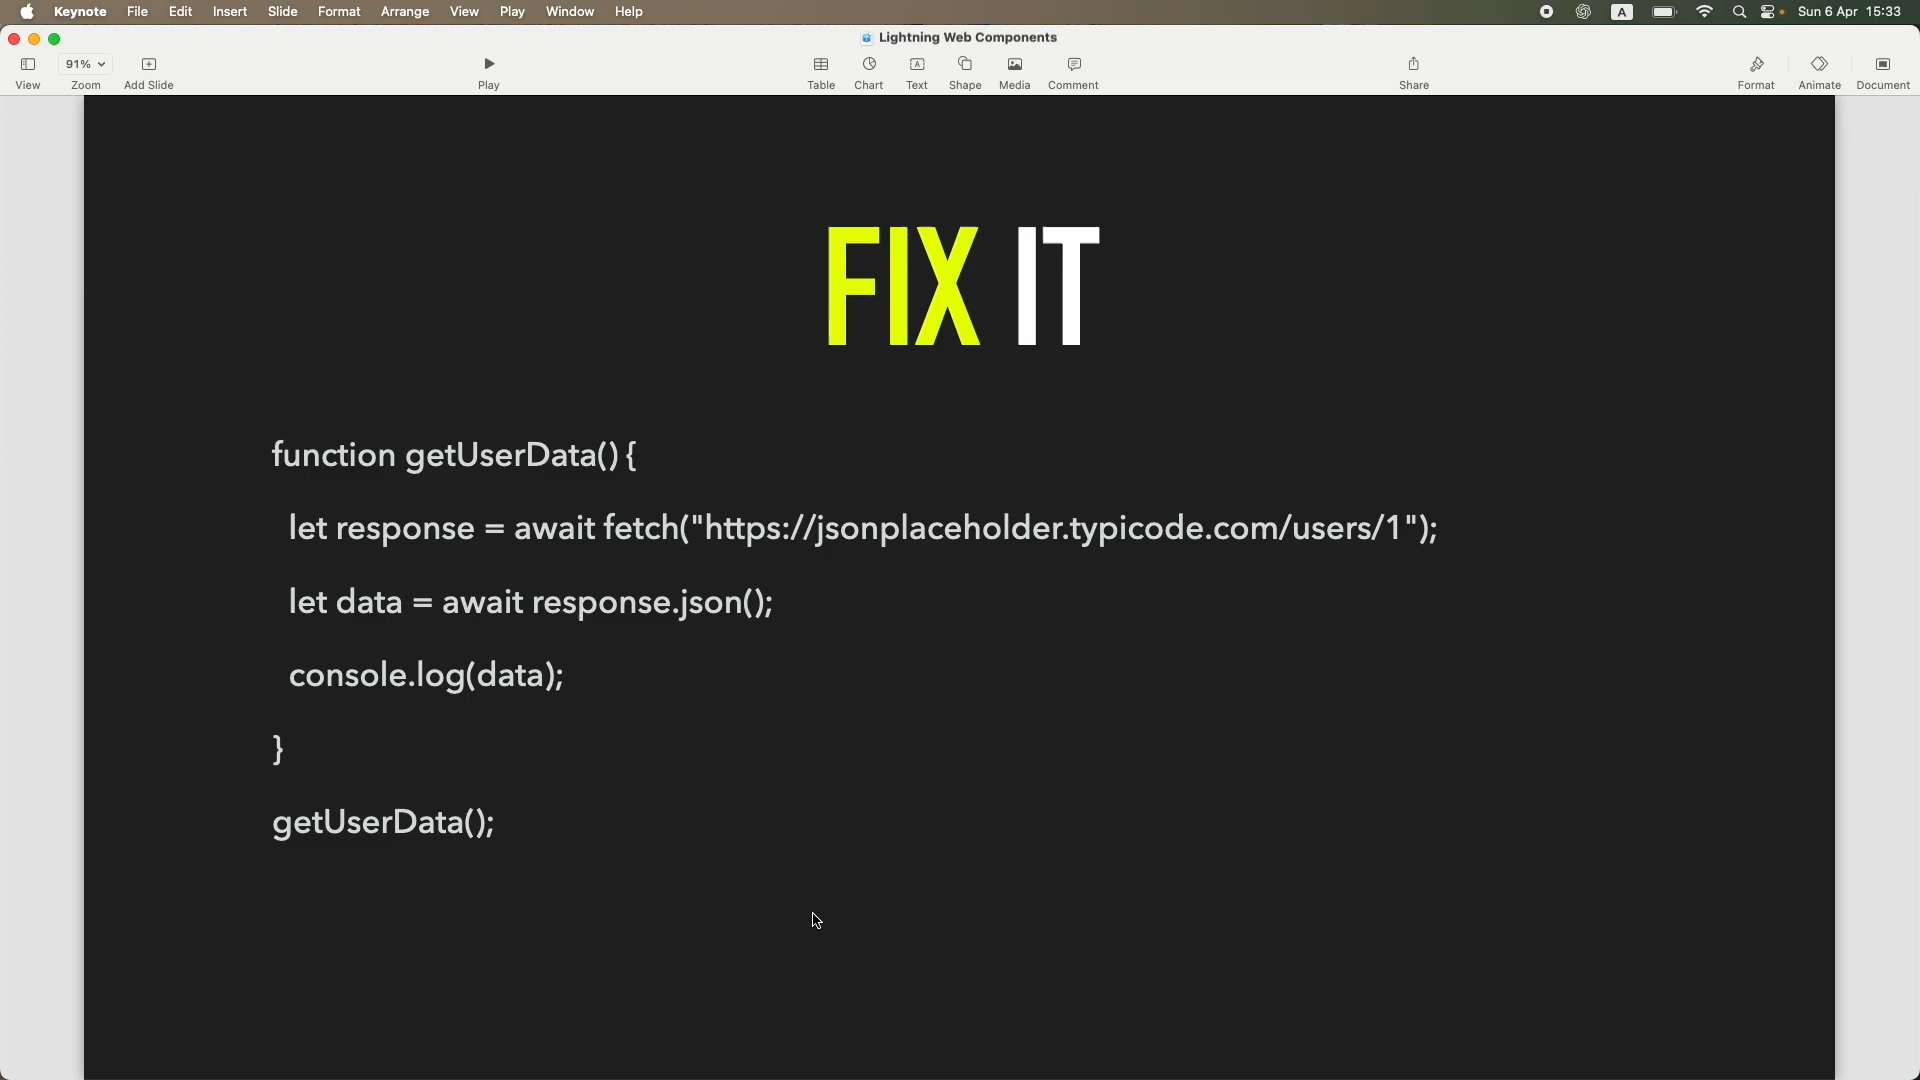 Keynote File Edit Insert Slide Format Arrange View Play Window Help A Sun 6 Apr 15:33
Lightning Web Components
91%
View Zoom Add Slide Play Table Chart Text Shape Media Comment Share Format Animate Document
FIX IT
function getUserData() {
let response = await fetch("https://jsonplaceholder.typicode.com/users/1");
let data = await response.json();
console.log(data);
}
getUserData();